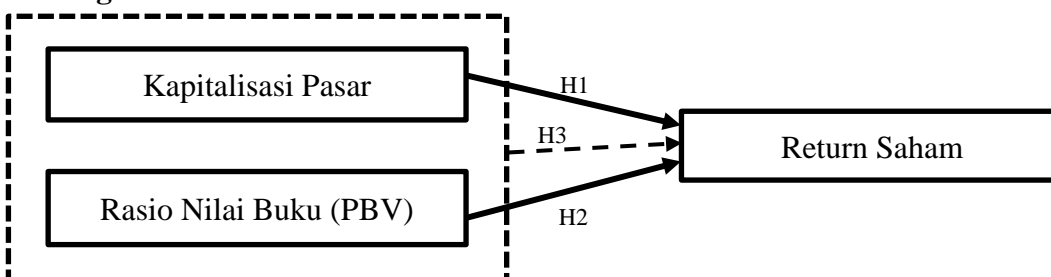 Kapitalisasi Pasar
H1
H3
Return Saham
Rasio Nilai Buku (PBV)
H2